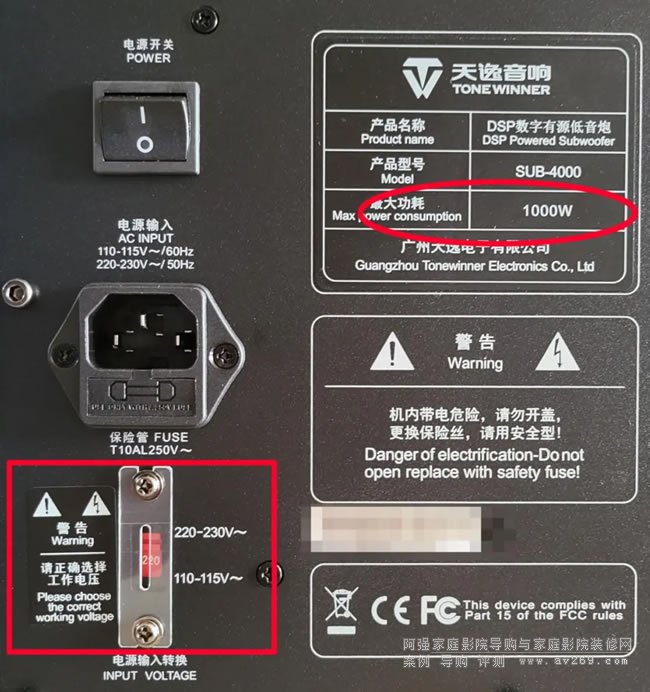 电源开关
POWER
I
O
电源输入
AC INPUT
110-115V~/60Hz
220-230V~/50Hz
保险管 FUSE
T10AL250V~
警告
Warning
请正确选择
工作电压
Please choose
the correct
working voltage
220-230V~
220
110-115V~
电源输入转换
INPUT VOLTAGE
天逸音响
TONEWINNER
产品名称
Product name
DSP数字有源低音炮
DSP Powered Subwoofer
产品型号
Model
SUB-4000
最大功耗
Max power consumption
1000W
广州天逸电子有限公司
Guangzhou Tonewinner Electronics Co., Ltd
警告
Warning
机内带电危险，请勿开盖，
更换保险丝，请用安全型！
Danger of electrification-Do not
open replace with safety fuse!
CE FC This device complies with
Part 15 of the FCC rules
阿强家庭影院导购与家庭影院装修网
案例 导购 评测 www.av269.com